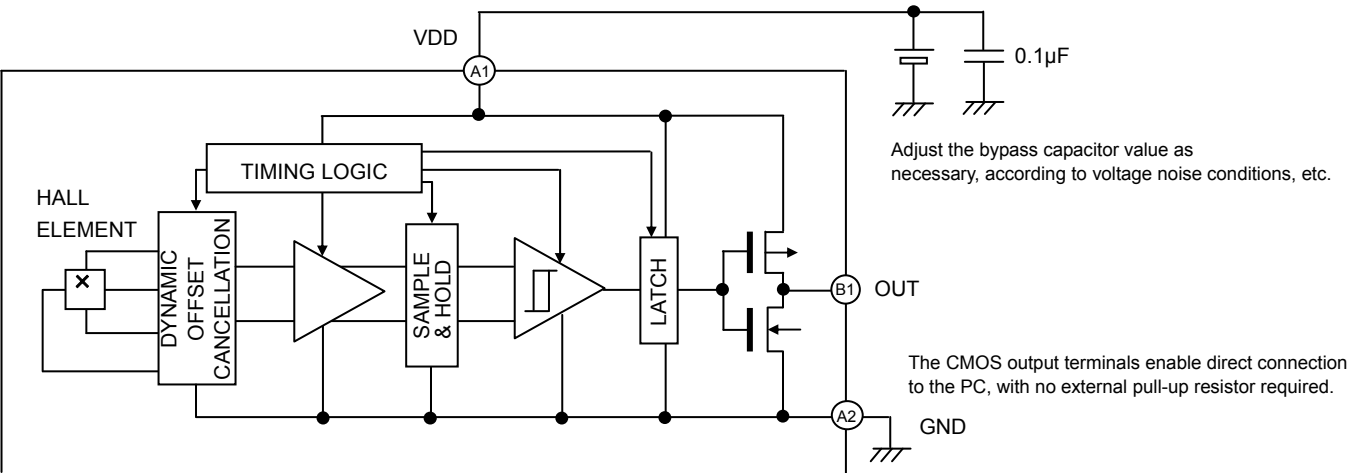 VDD
A1
0.1µF
Adjust the bypass capacitor value as
necessary, according to voltage noise conditions, etc.
TIMING LOGIC
HALL
ELEMENT
×
DYNAMIC
OFFSET
CANCELLATION
SAMPLE
& HOLD
LATCH
B1
OUT
The CMOS output terminals enable direct connection
to the PC, with no external pull-up resistor required.
A2
GND